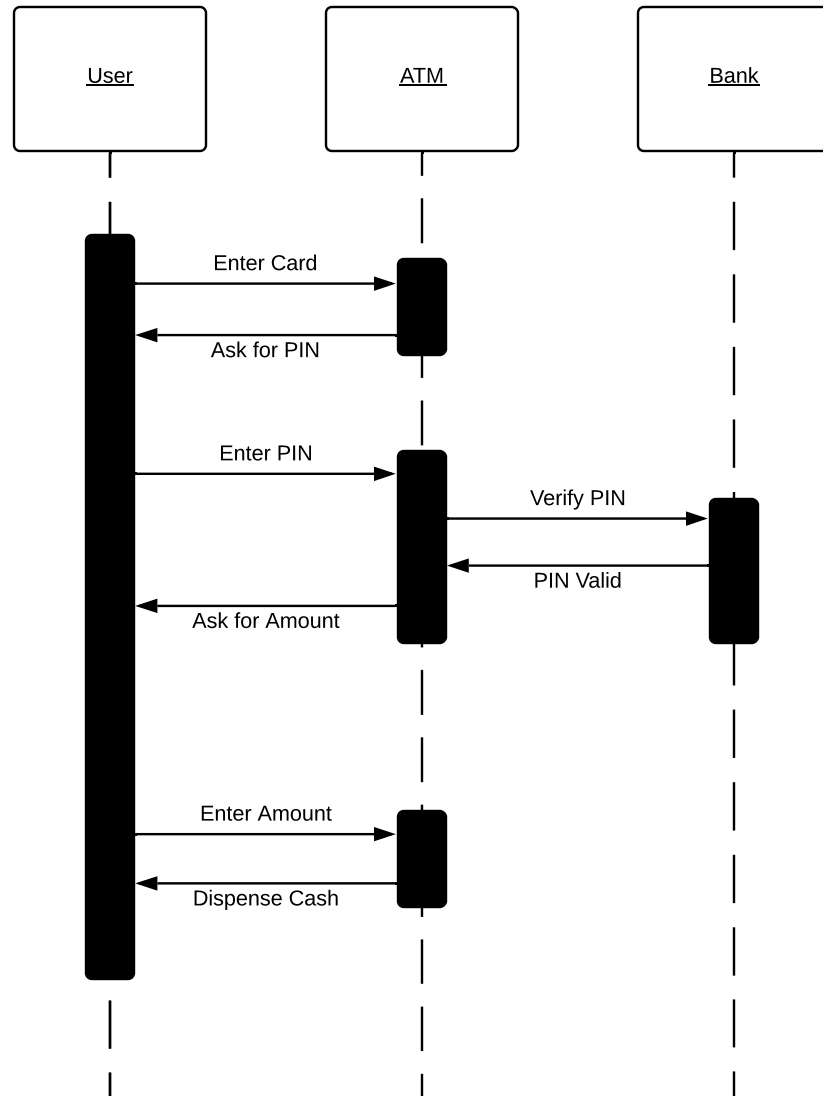 User
ATM
Bank
Enter Card
Ask for PIN
Enter PIN
Verify PIN
PIN Valid
Ask for Amount
Enter Amount
Dispense Cash